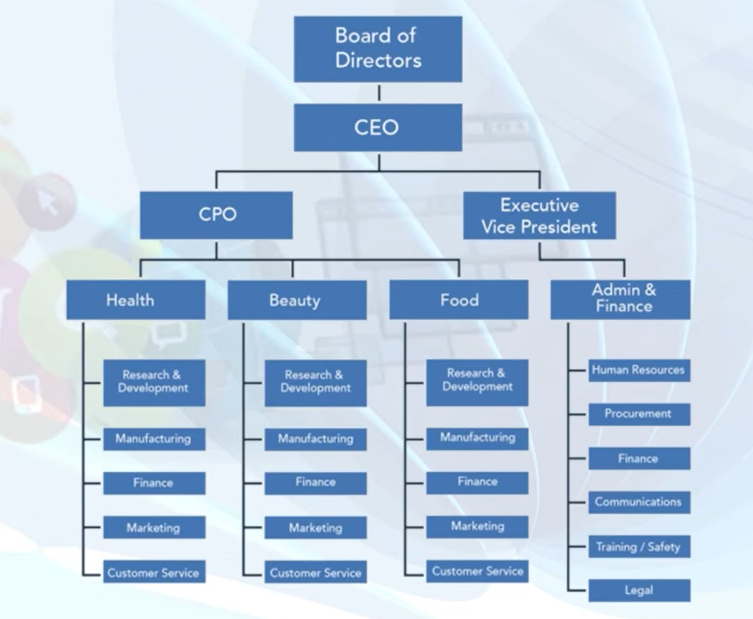 Board of
Directors
CEO
CPO
Executive
Vice President
Health
Beauty
Food
Admin &
Finance
Research &
Development
Manufacturing
Finance
Marketing
Customer Service
Research &
Development
Manufacturing
Finance
Marketing
Customer Service
Research &
Development
Manufacturing
Finance
Marketing
Customer Service
Human Resources
Procurement
Finance
Communications
Training / Safety
Legal